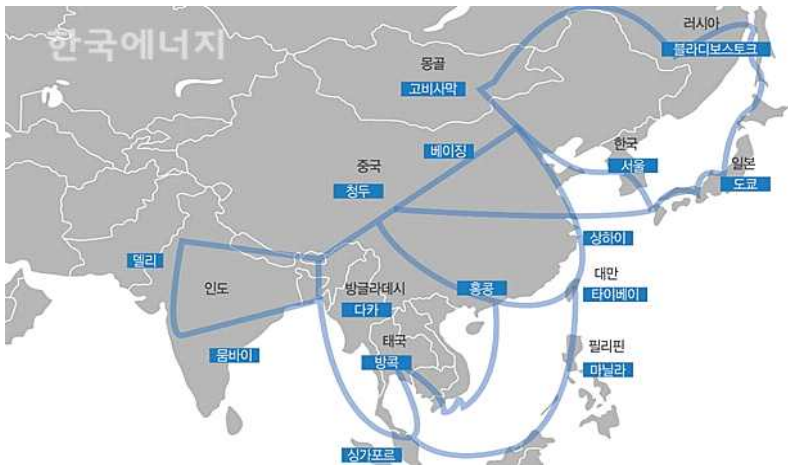 한국에너지
러시아
블라디보스토크
몽골
고비사막
베이징
한국
서울
중국
청두
일본
도쿄
상하이
델리
인도
방글라데시
다카
홍콩
대만
타이베이
태국
방콕
뭄바이
필리핀
마닐라
싱가포르